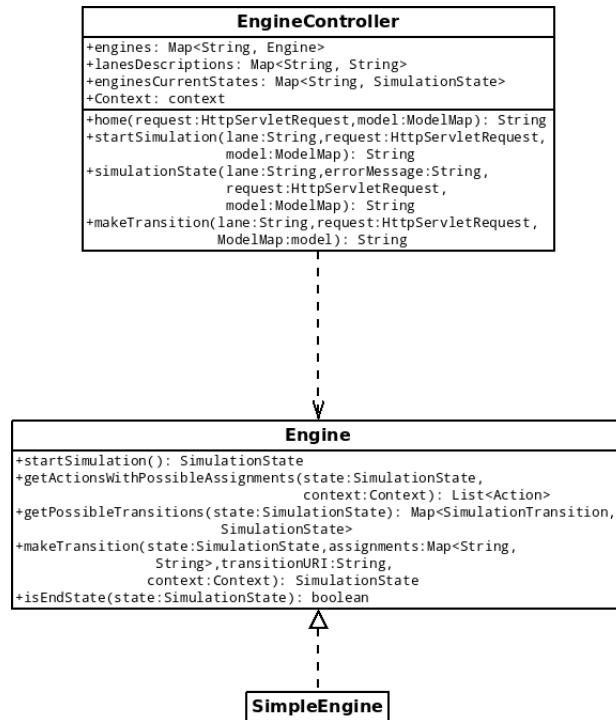 EngineController
+engines: Map<String, Engine>
+lanesDescriptions: Map<String, String>
+enginesCurrentStates: Map<String, SimulationState>
+Context: context
+home(request:HttpServletRequest,model:ModelMap): String
+startSimulation(lane:String,request:HttpServletRequest,
model:ModelMap): String
+simulationState(lane:String,errorMessage:String,
request:HttpServletRequest,
model:ModelMap): String
+makeTransition(lane:String,request:HttpServletRequest,
ModelMap:model): String
Engine
+startSimulation(): SimulationState
+getActionsWithPossibleAssignments(state:SimulationState,
context:Context): List<Action>
+getPossibleTransitions(state:SimulationState): Map<SimulationTransition,
SimulationState>
+makeTransition(state:SimulationState,assignments:Map<String,
String>,transitionURI:String,
context:Context): SimulationState
+isEndState(state:SimulationState): boolean
SimpleEngine